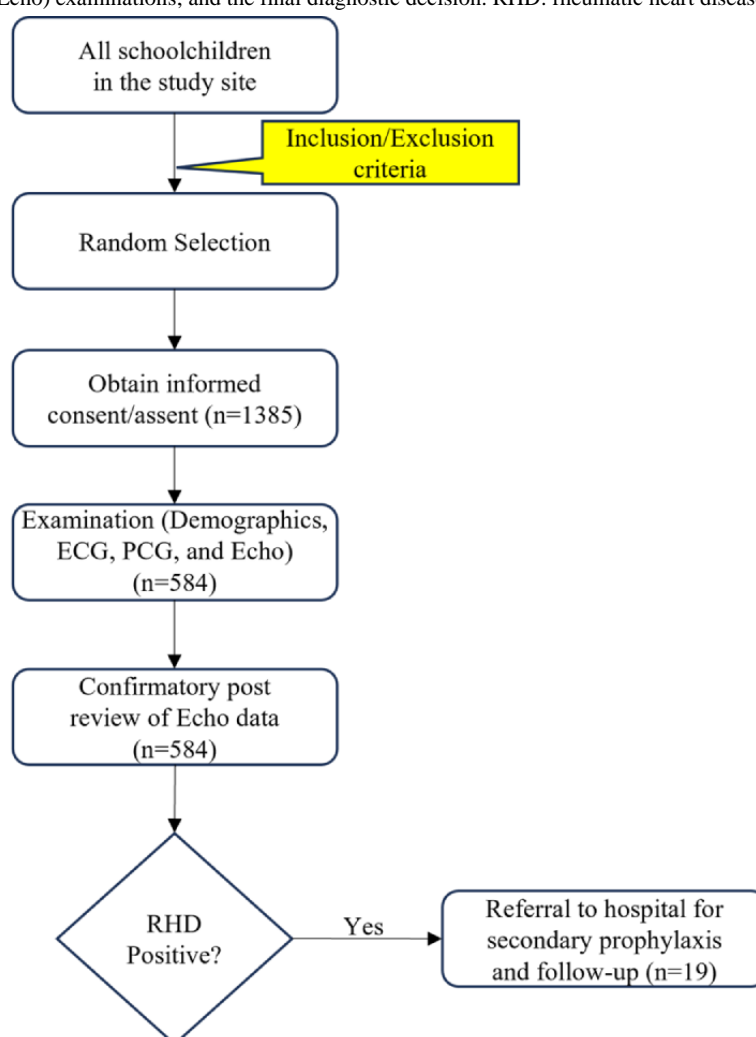 Echo) examinations, and the final diagnostic decision. RHD: rheumatic heart diseas
All schoolchildren
in the study site
Inclusion/Exclusion
criteria
Random Selection
Obtain informed
consent/assent (n=1385)
Examination (Demographics,
ECG, PCG, and Echo)
(n=584)
Confirmatory post
review of Echo data
(n=584)
RHD
Positive?
Yes
Referral to hospital for
secondary prophylaxis
and follow-up (n=19)